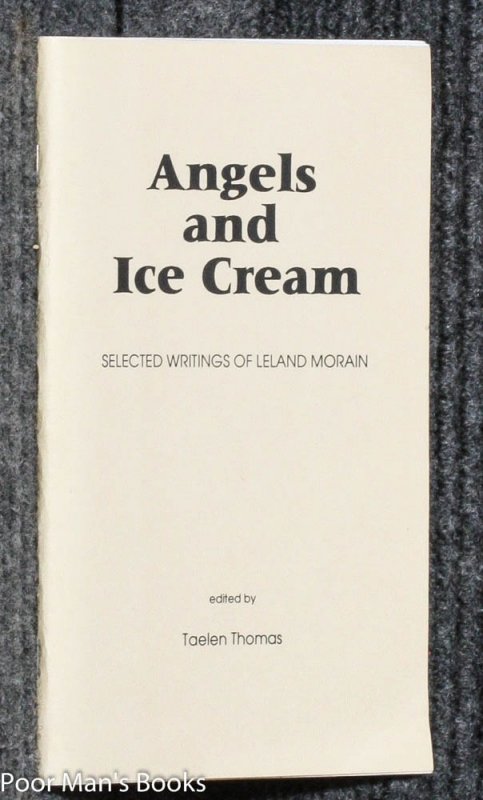 Angels
and
Ice Cream
SELECTED WRITINGS OF LELAND MORAIN
edited by
Taelen Thomas
Poor Man's Books